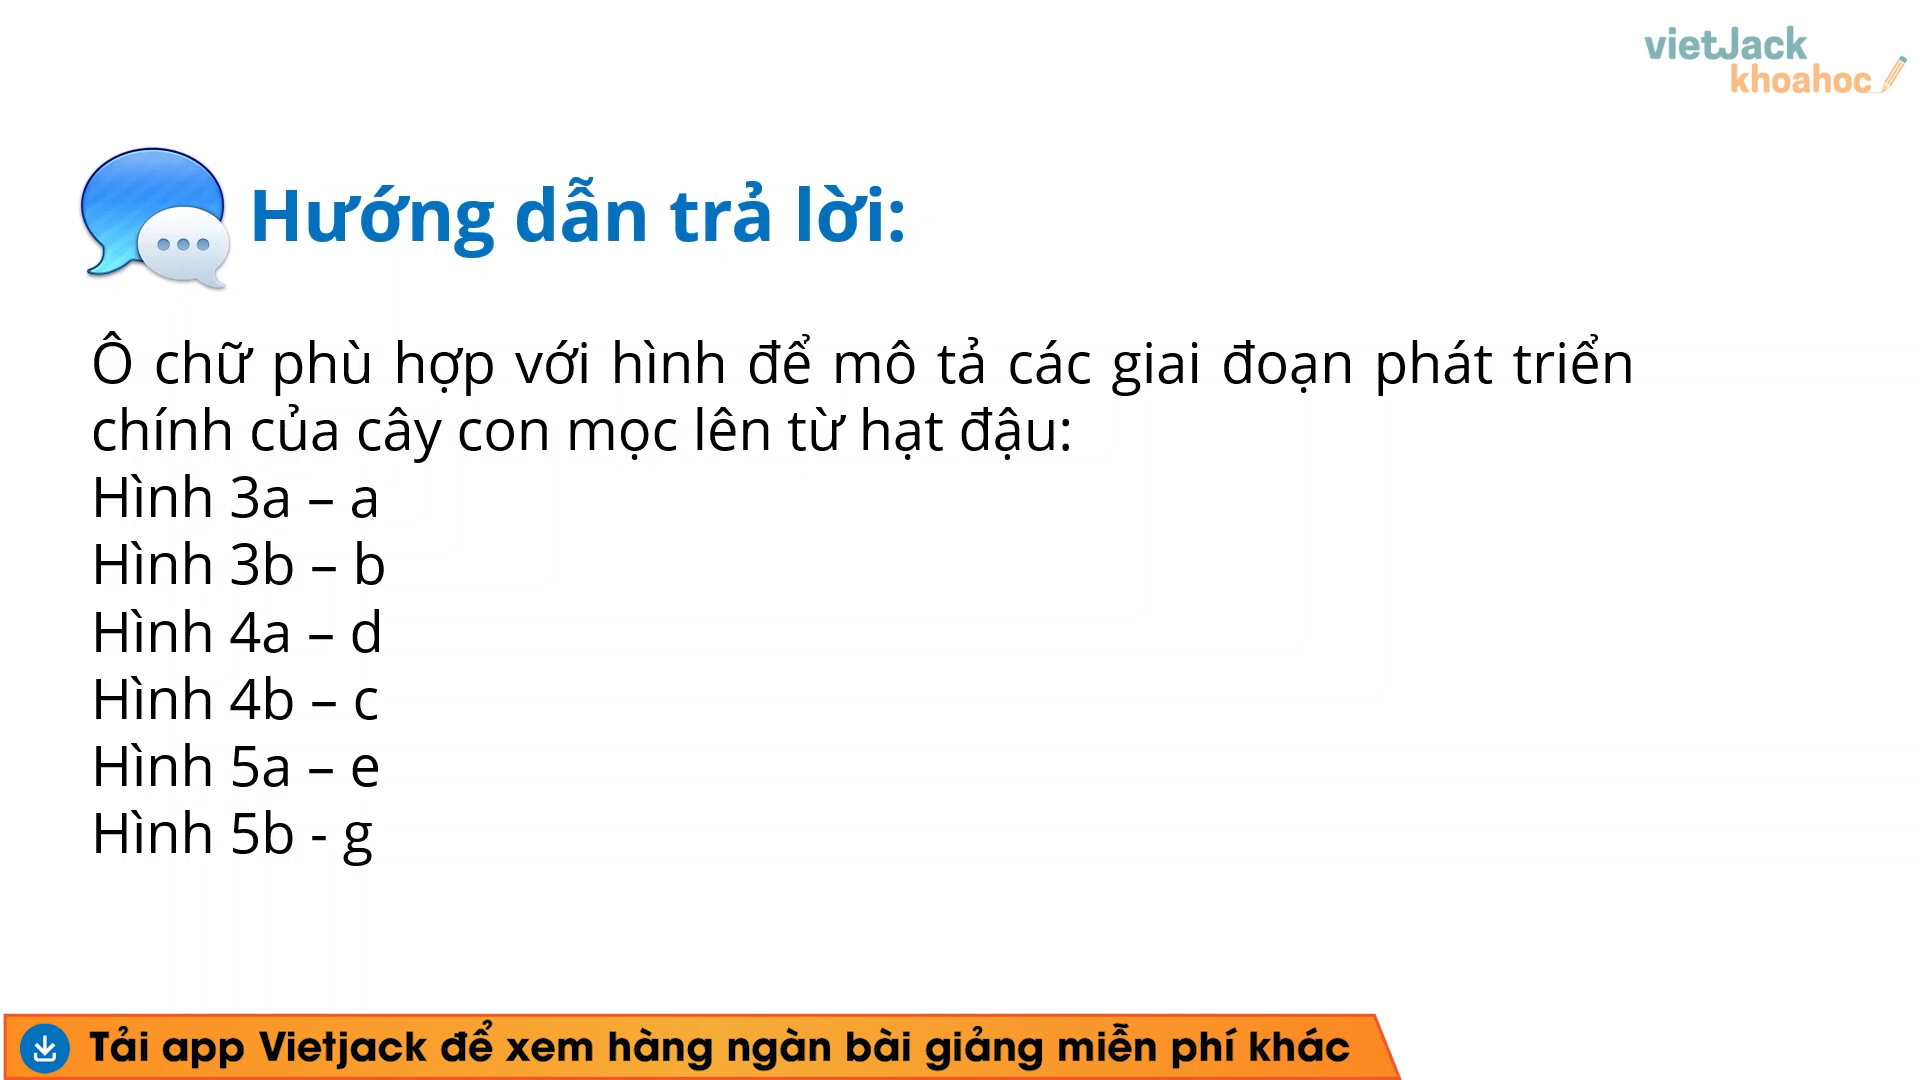 vietJack
khoahoc
Hướng dẫn trả lời:
Ô chữ phù hợp với hình để mô tả các giai đoạn phát triển
chính của cây con mọc lên từ hạt đậu:
Hình 3a – a
Hình 3b – b
Hình 4a – d
Hình 4b – c
Hình 5a – e
Hình 5b - g
Tải app Vietjack để xem hàng ngàn bài giảng miễn phí khác